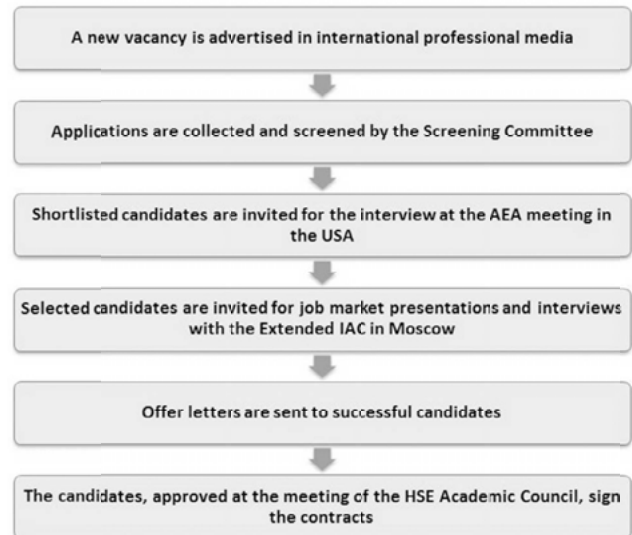 A new vacancy is advertised in international professional media
Applications are collected and screened by the Screening Committee
Shortlisted candidates are invited for the interview at the AEA meeting in
the USA
Selected candidates are invited for job market presentations and interviews
with the Extended IAC in Moscow
Offer letters are sent to successful candidates
The candidates, approved at the meeting of the HSE Academic Council, sign
the contracts